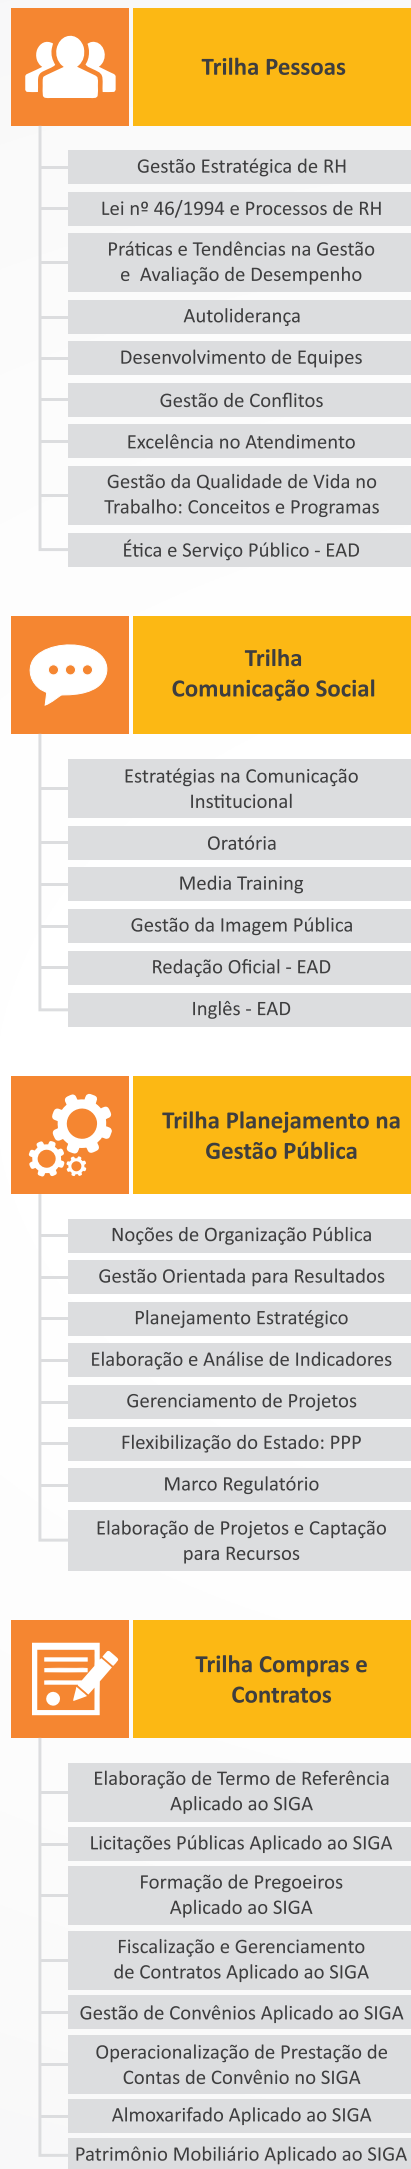 Trilha Pessoas
Gestão Estratégica de RH
Lei nº 46/1994 e Processos de RH
Práticas e Tendências na Gestão
e Avaliação de Desempenho
Autoliderança
Desenvolvimento de Equipes
Gestão de Conflitos
Excelência no Atendimento
Gestão da Qualidade de Vida no
Trabalho: Conceitos e Programas
Ética e Serviço Público - EAD
Trilha
Comunicação Social
Estratégias na Comunicação
Institucional
Oratória
Media Training
Gestão da Imagem Pública
Redação Oficial - EAD
Inglês - EAD
Trilha Planejamento na
Gestão Pública
Noções de Organização Pública
Gestão Orientada para Resultados
Planejamento Estratégico
Elaboração e Análise de Indicadores
Gerenciamento de Projetos
Flexibilização do Estado: PPP
Marco Regulatório
Elaboração de Projetos e Captação
para Recursos
Trilha Compras e
Contratos
Elaboração de Termo de Referência
Aplicado ao SIGA
Licitações Públicas Aplicado ao SIGA
Formação de Pregoeiros
Aplicado ao SIGA
Fiscalização e Gerenciamento
de Contratos Aplicado ao SIGA
Gestão de Convênios Aplicado ao SIGA
Operacionalização de Prestação de
Contas de Convênio no SIGA
Almoxarifado Aplicado ao SIGA
Patrimônio Mobiliário Aplicado ao SIGA